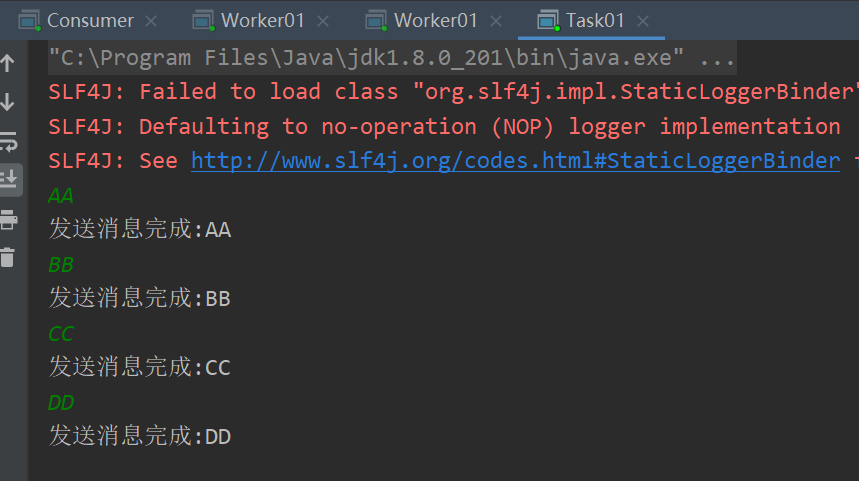 Consumer Worker01 Worker01 Task01
"C:\Program Files\Java\jdk1.8.0_201\bin\java.exe" ...
SLF4J: Failed to load class "org.slf4j.impl.StaticLoggerBinder"
SLF4J: Defaulting to no-operation (NOP) logger implementation
SLF4J: See http://www.slf4j.org/codes.html#StaticLoggerBinder
AA
发送消息完成:AA
BB
发送消息完成:BB
CC
发送消息完成:CC
DD
发送消息完成:DD